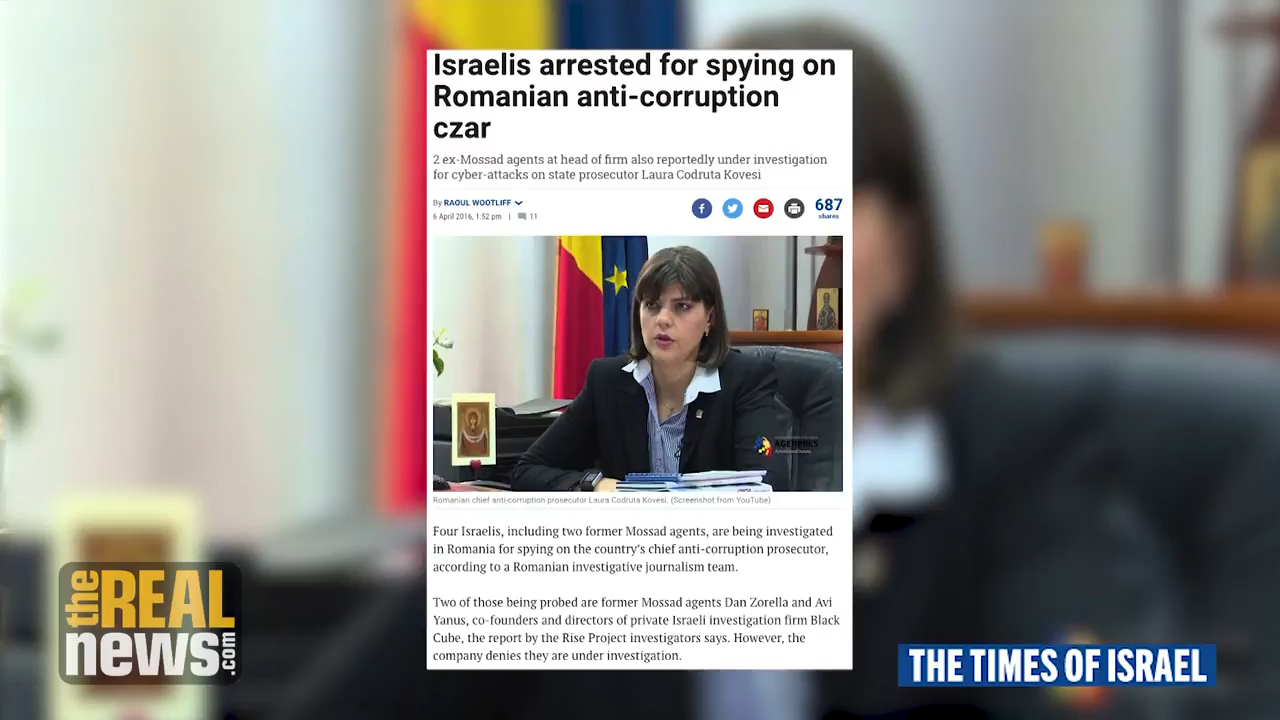 Israelis arrested for spying on
Romanian anti-corruption
czar
2 ex-Mossad agents at head of firm also reportedly under investigation
for cyber-attacks on state prosecutor Laura Codruta Kovesi
By RAOUL WOOTLIFF
6 April 2016, 1:52 pm | 11
687
shares
AGERPRES
Romanian chief anti-corruption prosecutor Laura Codruta Kovesi. (Screenshot from YouTube)
Four Israelis, including two former Mossad agents, are being investigated
in Romania for spying on the country's chief anti-corruption prosecutor,
according to a Romanian investigative journalism team.
Two of those being probed are former Mossad agents Dan Zorella and Avi
Yanus, co-founders and directors of private Israeli investigation firm Black
Cube, the report by the Rise Project investigators says. However, the
company denies they are under investigation.
the REAL
news.com
THE TIMES OF ISRAEL